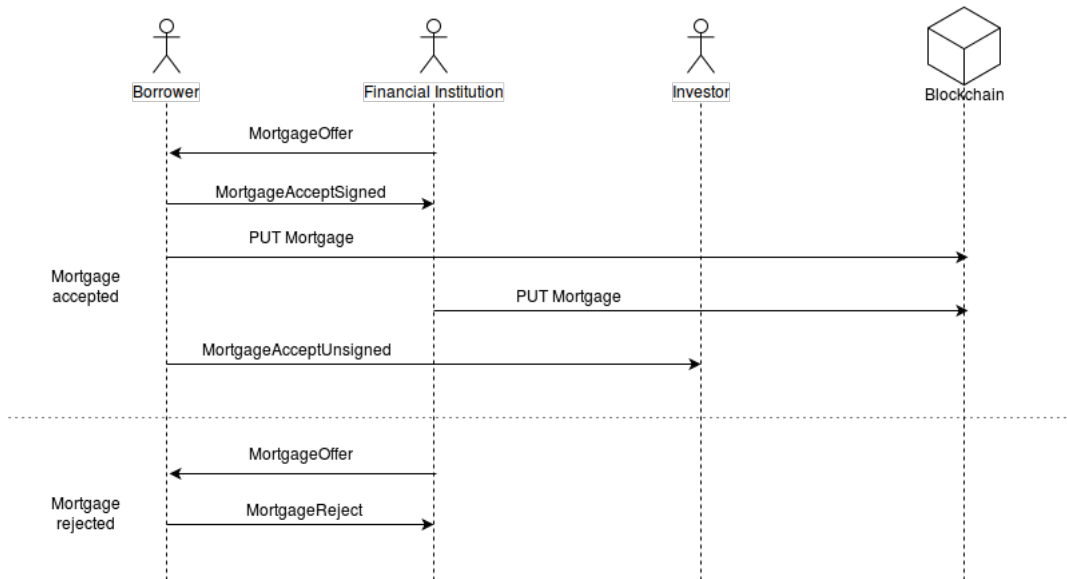 Borrower
Financial Institution
Investor
Blockchain
MortgageOffer
MortgageAcceptSigned
PUT Mortgage
Mortgage
accepted
PUT Mortgage
MortgageAcceptUnsigned
MortgageOffer
Mortgage
rejected
MortgageReject